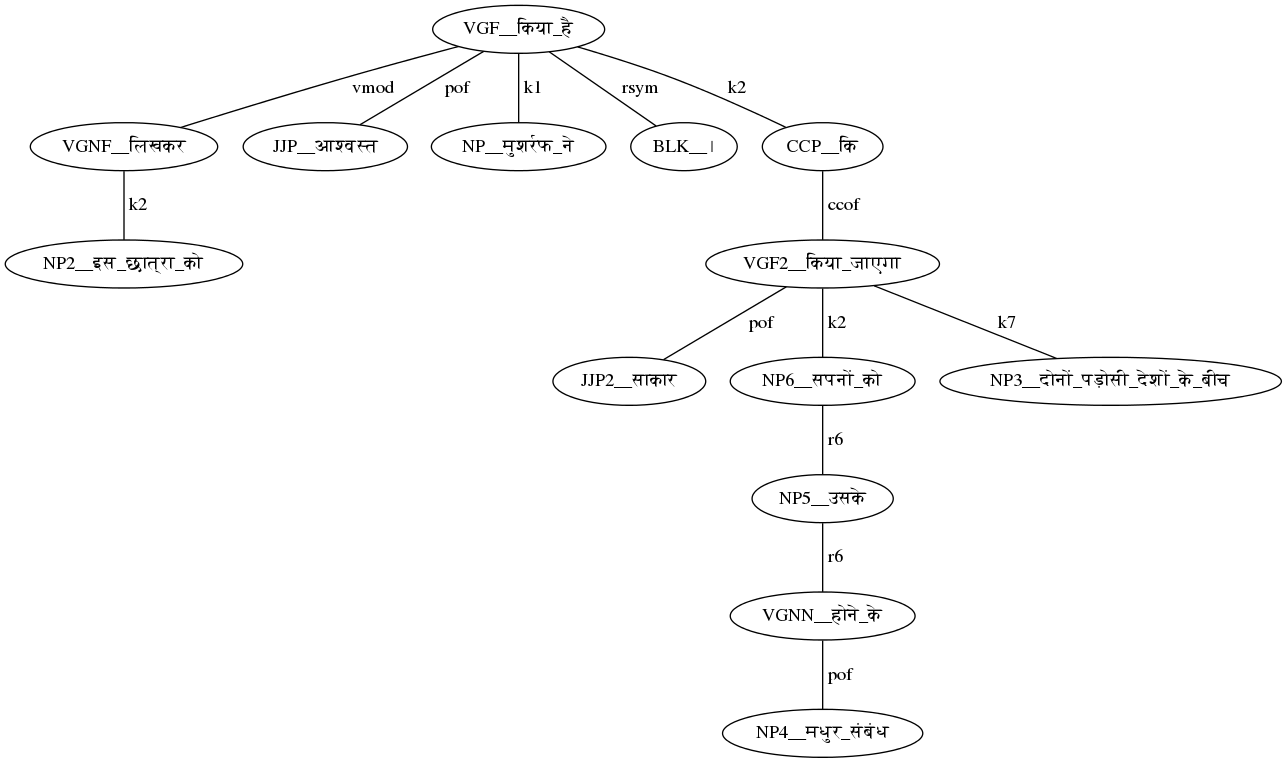 VGF__किया_है
vmod pof k1 rsym k2
VGNF__लिखकर JJP__आश्वस्त NP__मुशर्रफ_ने BLK__। CCP__कि
k2 ccof
NP2__इस_छात्रा_को VGF2__किया_जाएगा
pof k2 k7
JJP2__साकार NP6__सपनों_को NP3__दोनों_पड़ोसी_देशों_के_बीच
r6
NP5__उसके
r6
VGNN__होने_के
pof
NP4__मधुर_संबंध